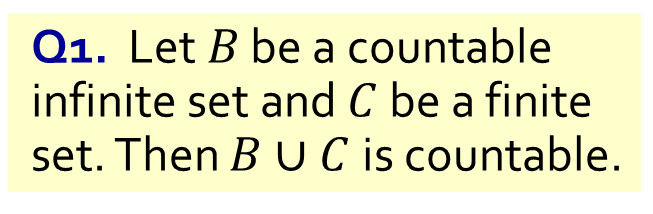 Q1. Let B be a countable
infinite set and C be a finite
set. Then B ∪ C is countable.